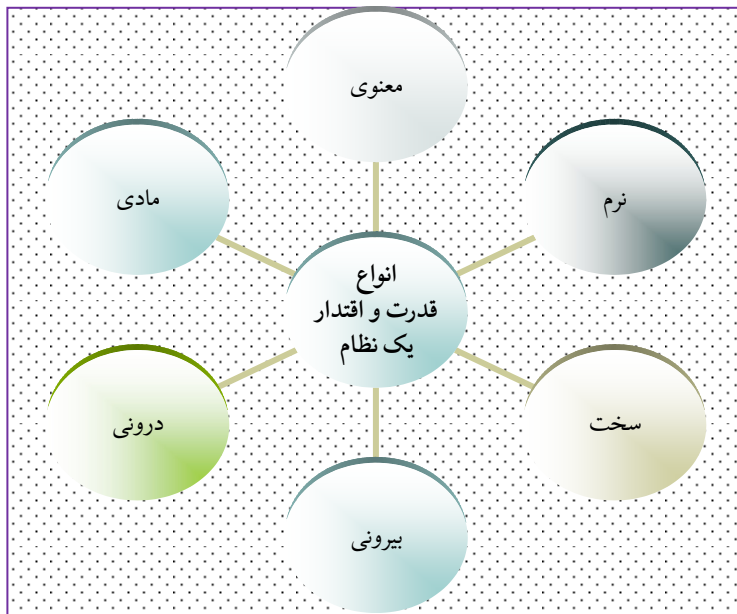 معنوی
نرم
مادی
انواع
قدرت و اقتدار
یک نظام
سخت
درونی
بیرونی